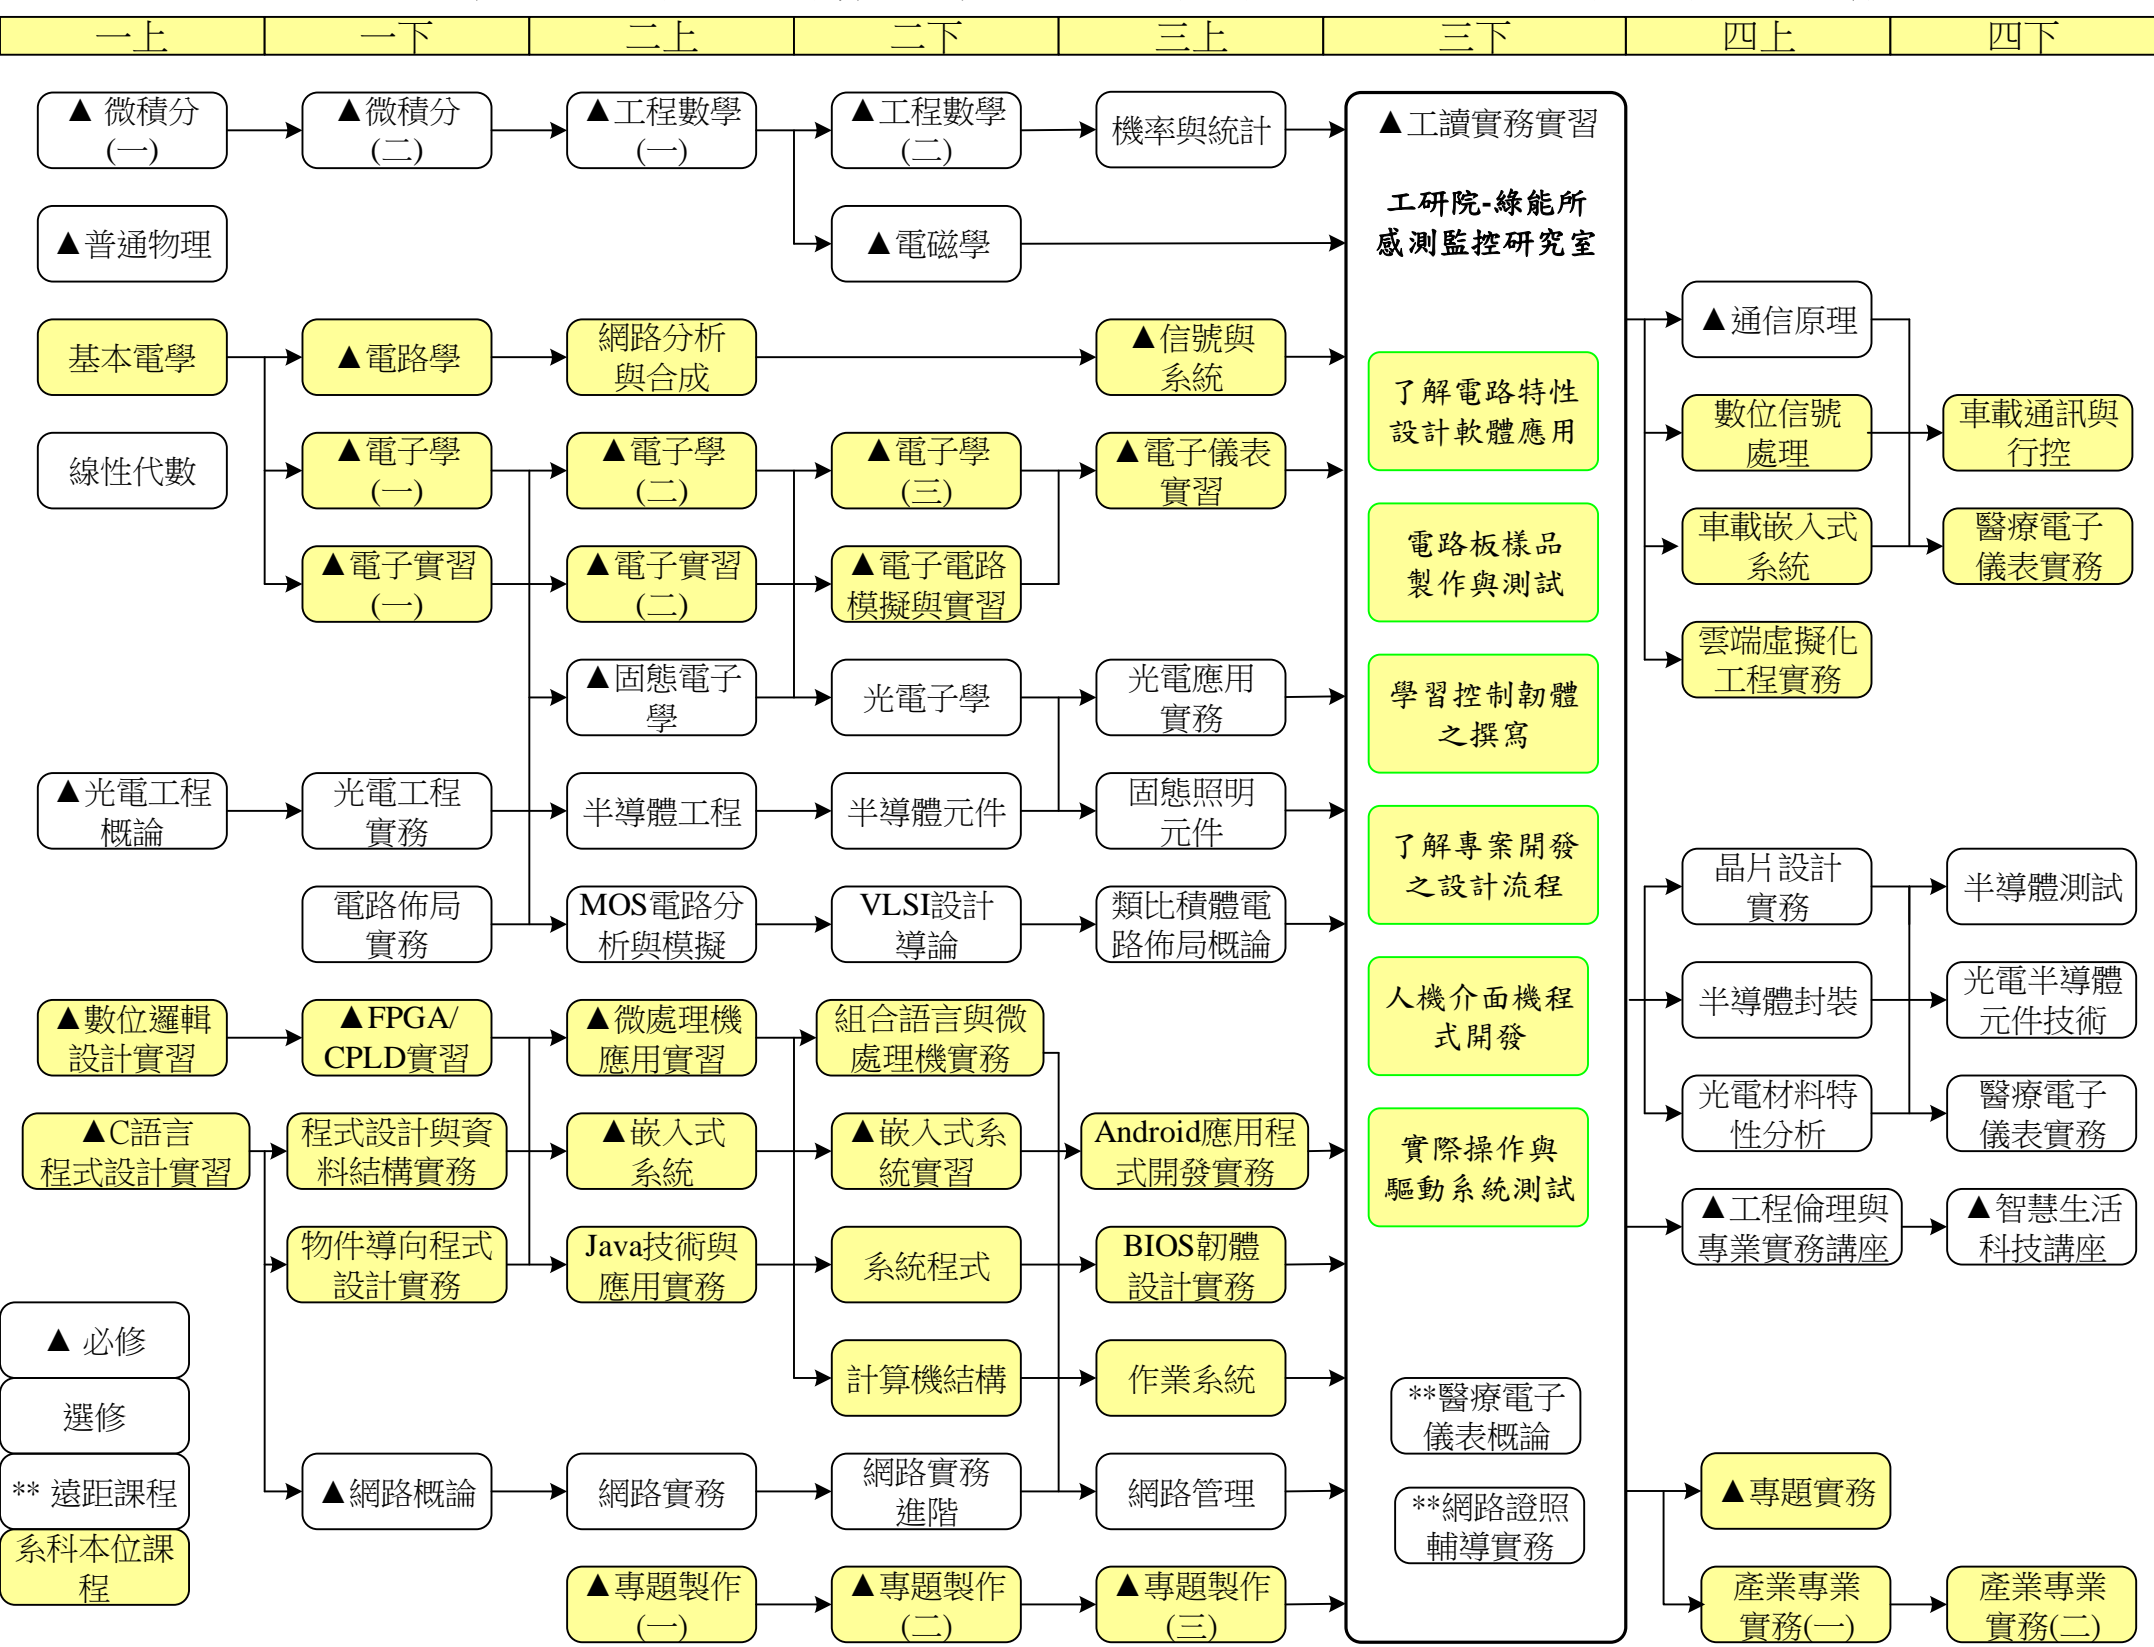 一上
一下
二上
二下
三上
三下
四上
四下
▲ 微積分
(一)
▲微積分
(二)
▲工程數學
(一)
▲工程數學
(二)
機率與統計
▲工讀實務實習
工研院-綠能所
感測監控研究室
▲普通物理
▲電磁學
▲通信原理
基本電學
▲電路學
網路分析
與合成
▲信號與
系統
了解電路特性
設計軟體應用
數位信號
處理
車載通訊與
行控
線性代數
▲電子學
(一)
▲電子學
(二)
▲電子學
(三)
▲電子儀表
實習
電路板樣品
製作與測試
車載嵌入式
系統
醫療電子
儀表實務
▲電子實習
(一)
▲電子實習
(二)
▲電子電路
模擬與實習
雲端虛擬化
工程實務
▲固態電子
學
光電子學
光電應用
實務
學習控制韌體
之撰寫
▲光電工程
概論
光電工程
實務
半導體工程
半導體元件
固態照明
元件
了解專案開發
之設計流程
晶片設計
實務
半導體測試
電路佈局
實務
MOS電路分
析與模擬
VLSI設計
導論
類比積體電
路佈局概論
人機介面機程
式開發
半導體封裝
光電半導體
元件技術
▲數位邏輯
設計實習
▲FPGA/
CPLD實習
▲微處理機
應用實習
組合語言與微
處理機實務
光電材料特
性分析
醫療電子
儀表實務
▲C語言
程式設計實習
程式設計與資
料結構實務
▲嵌入式
系統
▲嵌入式系
統實習
Android應用程
式開發實務
實際操作與
驅動系統測試
▲工程倫理與
專業實務講座
▲智慧生活
科技講座
物件導向程式
設計實務
Java技術與
應用實務
系統程式
BIOS韌體
設計實務
▲ 必修
計算機結構
作業系統
**醫療電子
儀表概論
選修
** 遠距課程
▲網路概論
網路實務
網路實務
進階
網路管理
**網路證照
輔導實務
▲專題實務
系科本位課
程
▲專題製作
(一)
▲專題製作
(二)
▲專題製作
(三)
產業專業
實務(一)
產業專業
實務(二)